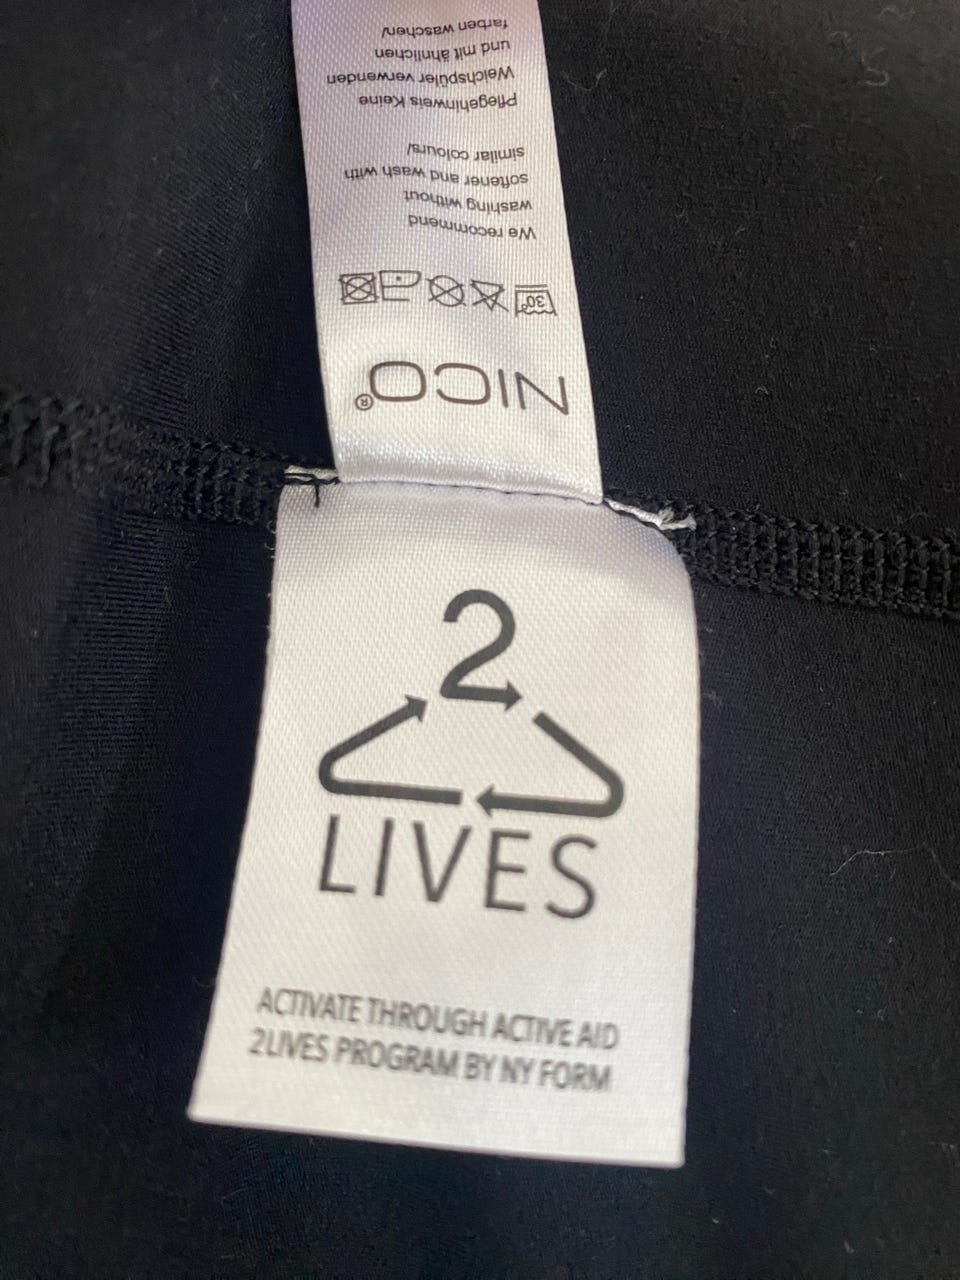 NICO®
30°
We recommend
washing without
softener and wash with
similar colours/
Pflegehinweis Keine
Weichspüler verwenden
und mit ähnlichen
farben waschen/
2
LIVES
ACTIVATE THROUGH ACTIVE AID
2LIVES PROGRAM BY NY FORM